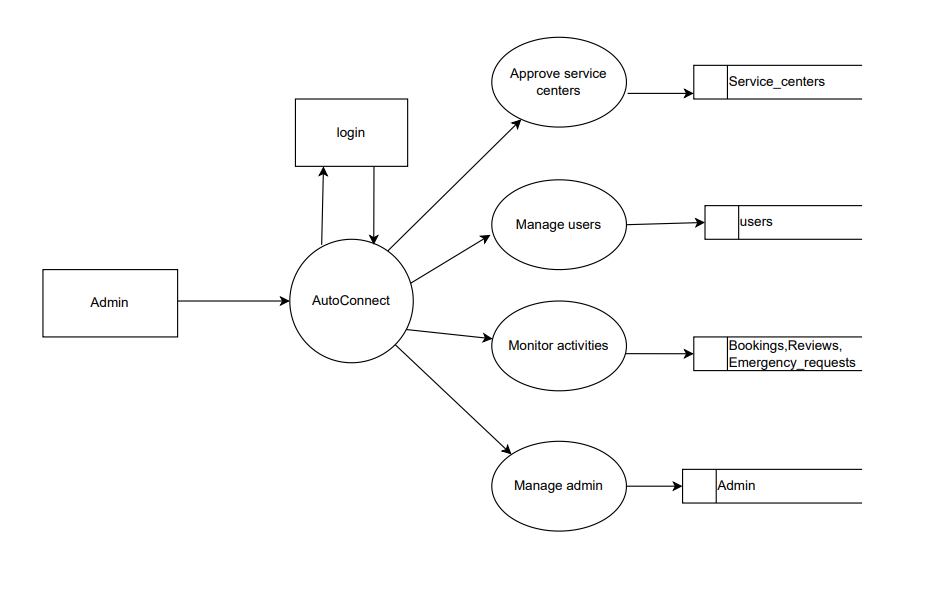 Approve service
centers
Service_centers
login
Manage users
users
Admin
AutoConnect
Monitor activities
Bookings,Reviews,
Emergency_requests
Manage admin
Admin